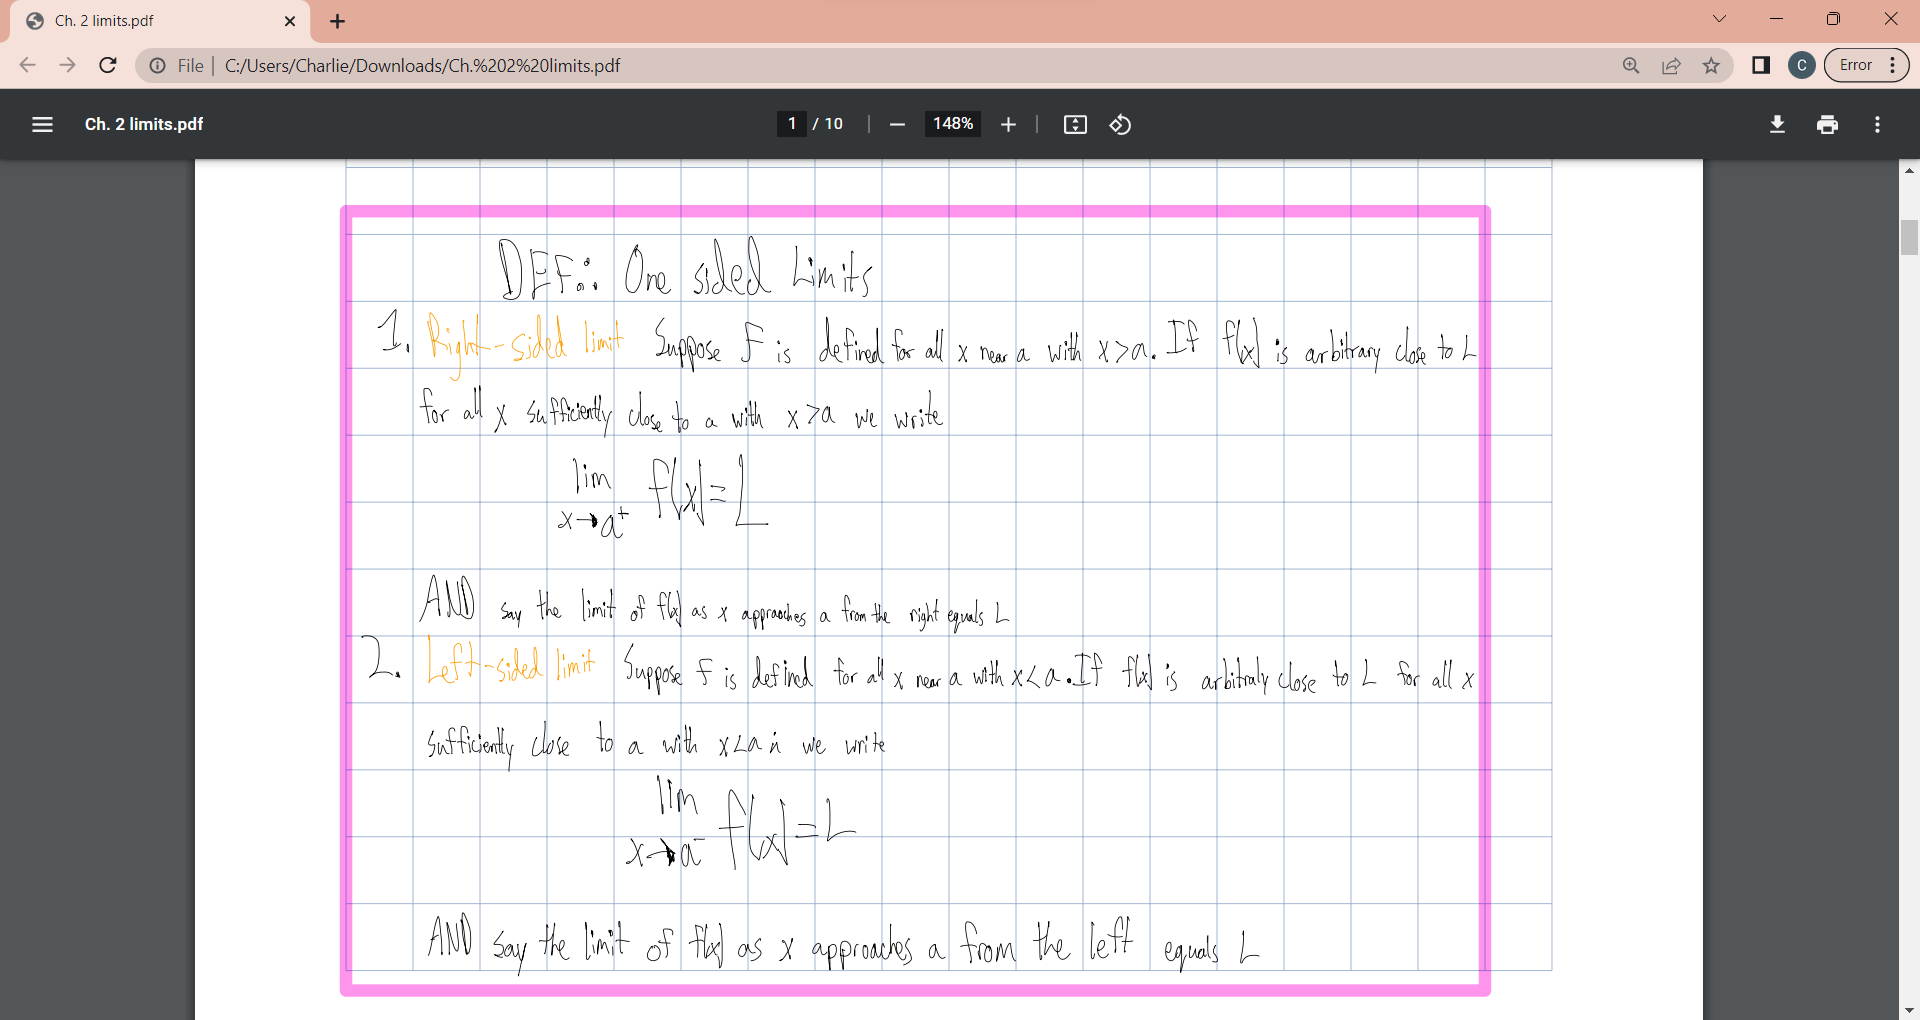 Ch. 2 limits.pdf
File | C:/Users/Charlie/Downloads/Ch.%202%20limits.pdf
C
Error
Ch. 2 limits.pdf
1 / 10
148%
DEF.: One sided Limits
1. Right-sided limit Suppose f is defined for all x near a with x>a. If f(x) is arbitrary close to L
for all x sufficiently close to a with x>a we write
lim f(x)=L
x→a⁺
AND say the limit of f(x) as x approaches a from the right equals L
2. Left-sided limit Suppose f is defined for all x near a with x<a. If f(x) is arbitraly close to L for all x
sufficiently close to a with x<a we write
lim f(x)=L
x→a⁻
AND say the limit of f(x) as x approaches a from the left equals L